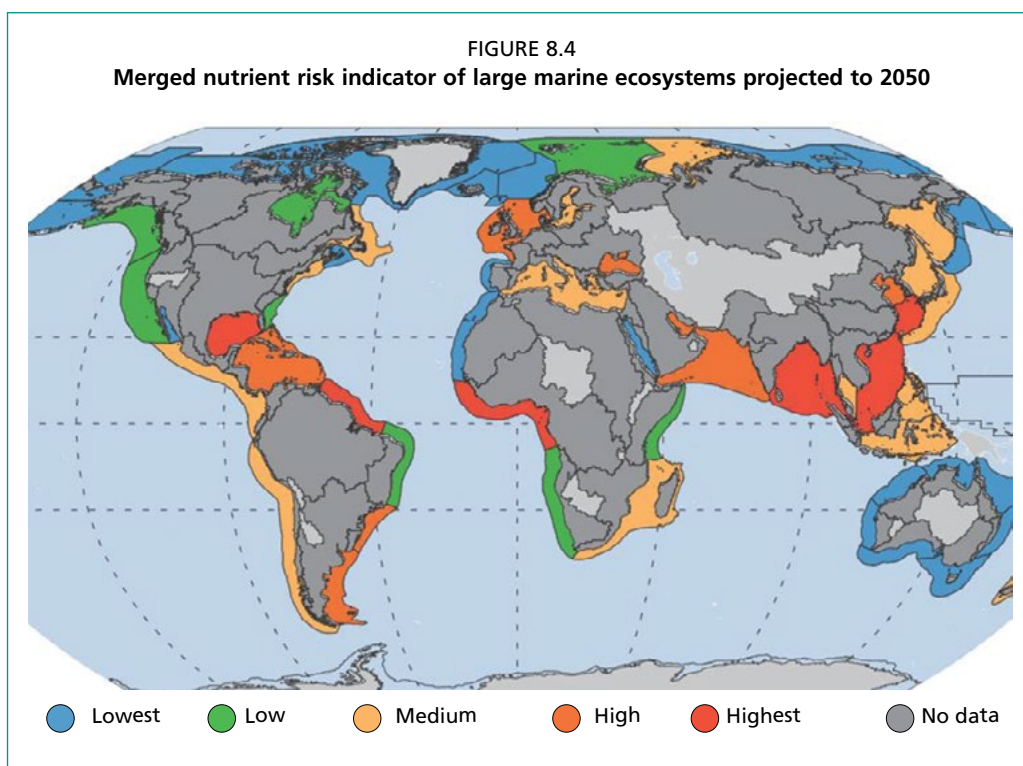 FIGURE 8.4
Merged nutrient risk indicator of large marine ecosystems projected to 2050
Lowest Low Medium High Highest No data